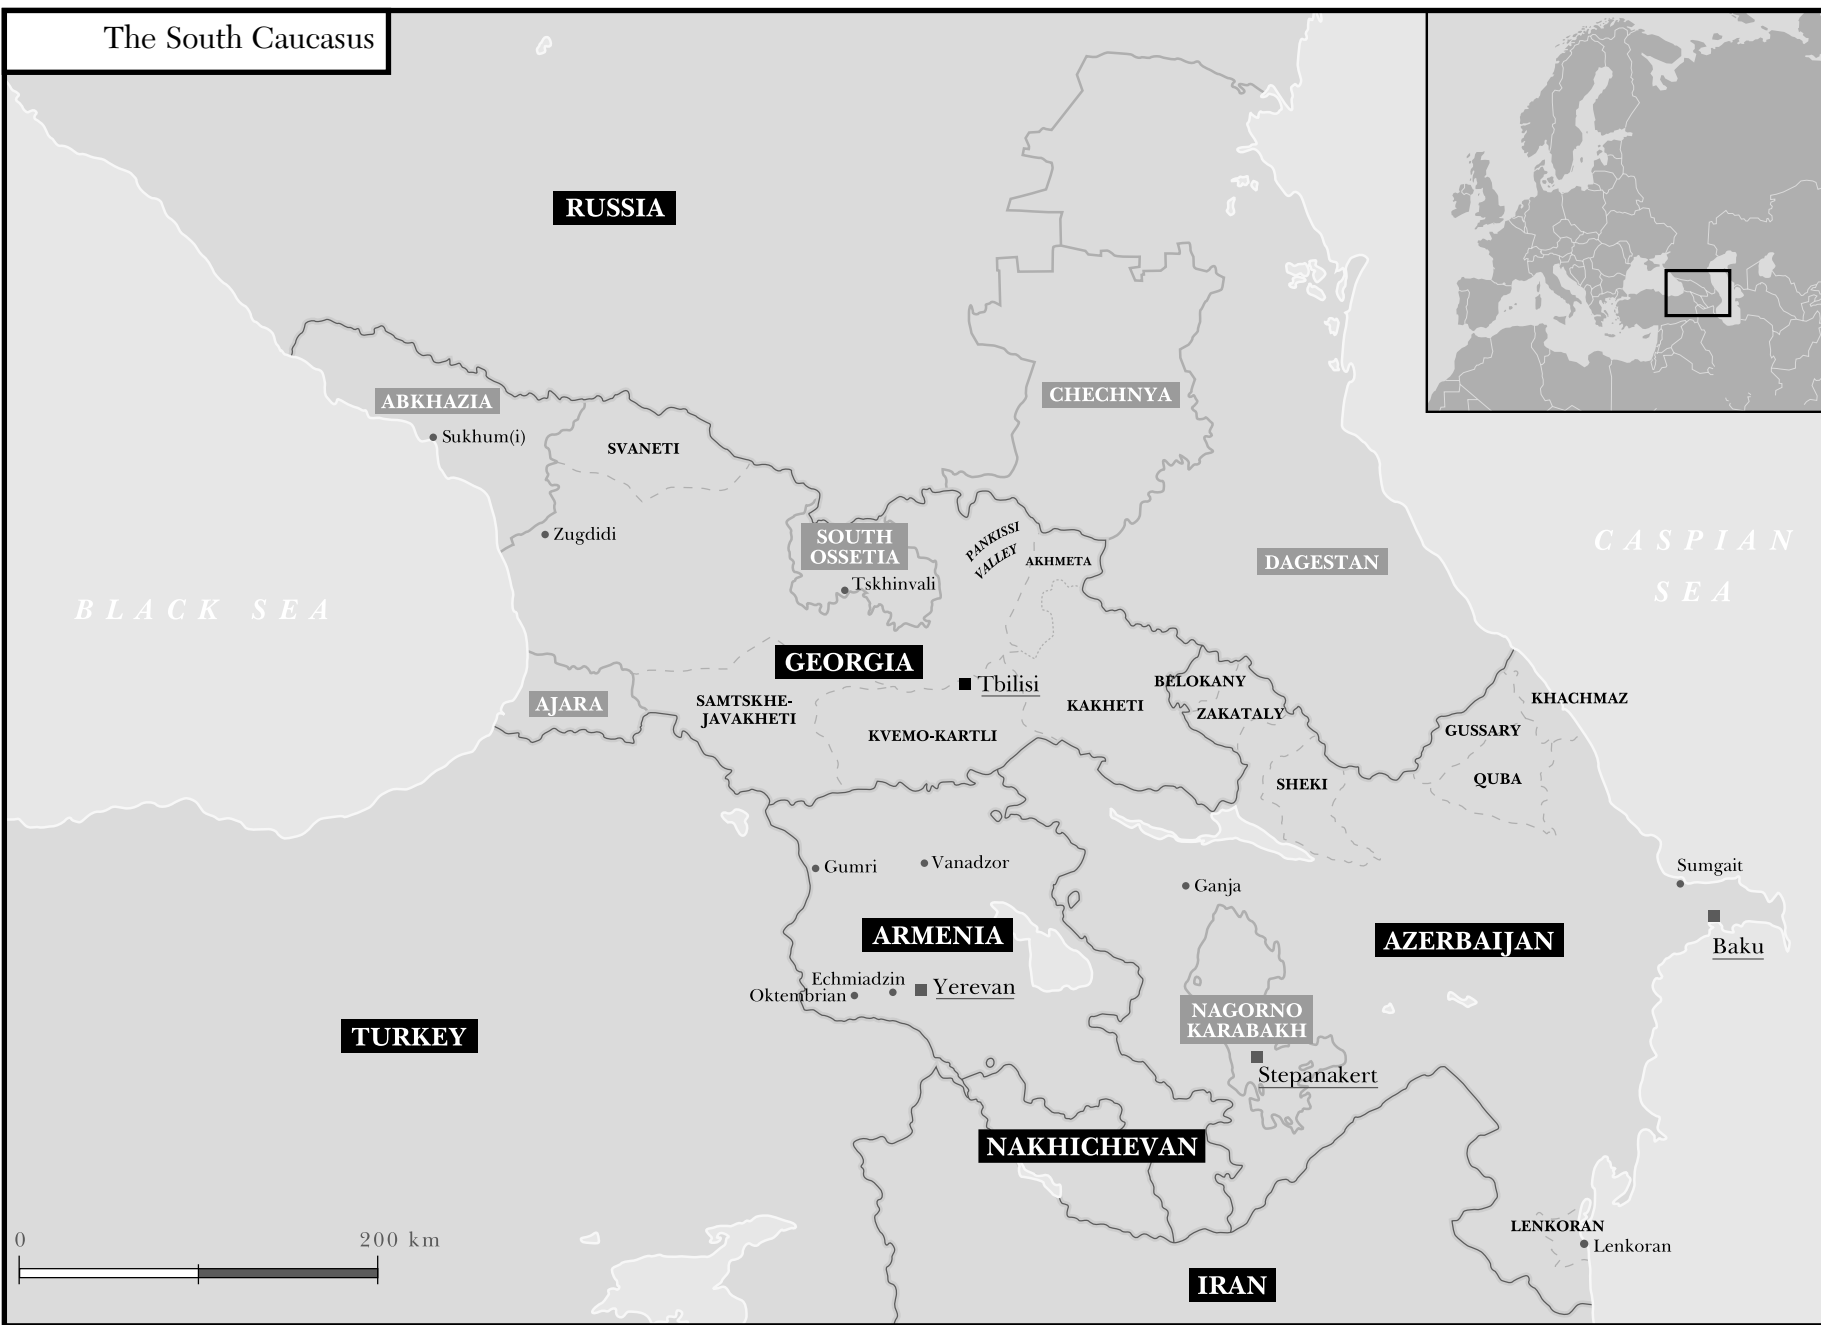 The South Caucasus
RUSSIA
ABKHAZIA
CHECHNYA
Sukhum(i)
SVANETI
Zugdidi
SOUTH
OSSETIA
Tskhinvali
PANKISSI
VALLEY
AKHMETA
DAGESTAN
CASPIAN
SEA
BLACK SEA
GEORGIA
Tbilisi
AJARA
SAMTSKHE-
JAVAKHETI
KVEMO-KARTLI
KAKHETI
BELOKANY
ZAKATALY
KHACHMAZ
GUSSARY
QUBA
SHEKI
Gumri
Vanadzor
Ganja
Sumgait
ARMENIA
AZERBAIJAN
Baku
Echmiadzin
Oktembrian
Yerevan
NAGORNO
KARABAKH
TURKEY
Stepanakert
NAKHICHEVAN
LENKORAN
Lenkoran
0
200 km
IRAN